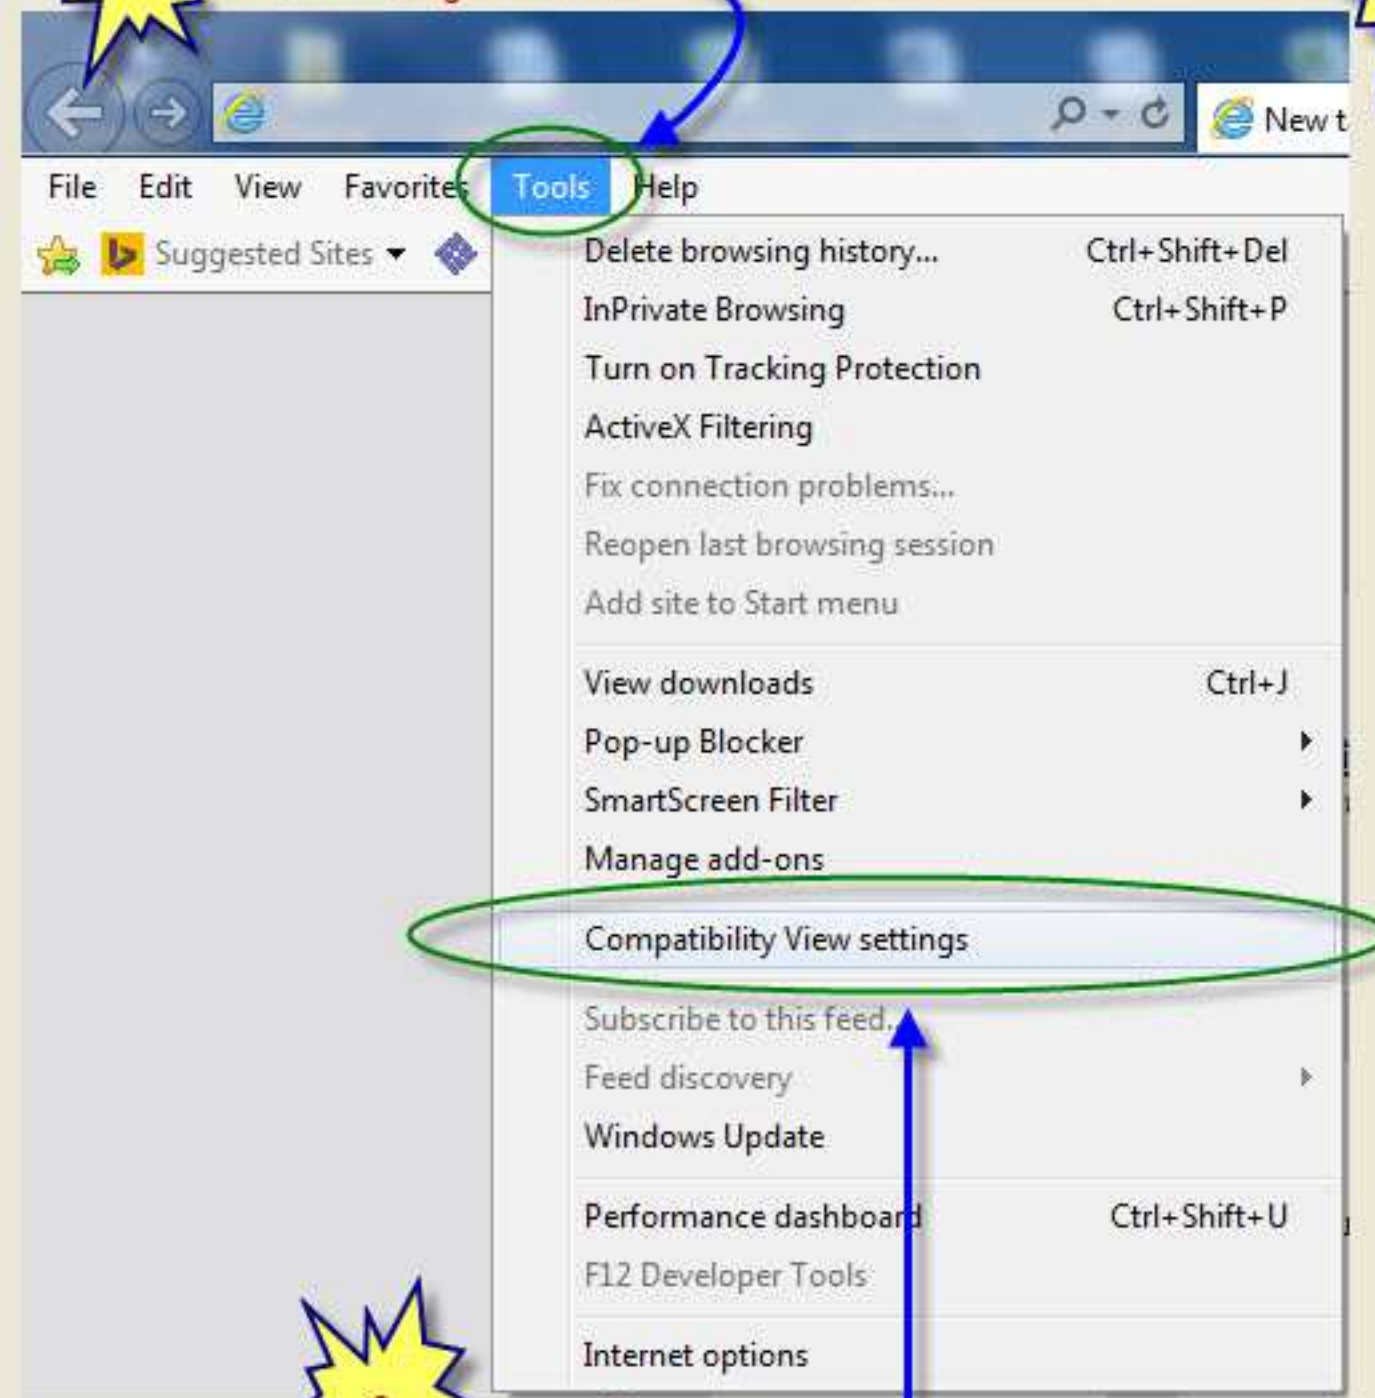 New t
File Edit View Favorites Tools Help
Suggested Sites
Delete browsing history... Ctrl+Shift+Del
InPrivate Browsing Ctrl+Shift+P
Turn on Tracking Protection
ActiveX Filtering
Fix connection problems...
Reopen last browsing session
Add site to Start menu
View downloads Ctrl+J
Pop-up Blocker
SmartScreen Filter
Manage add-ons
Compatibility View settings
Subscribe to this feed...
Feed discovery
Windows Update
Performance dashboard Ctrl+Shift+U
F12 Developer Tools
Internet options